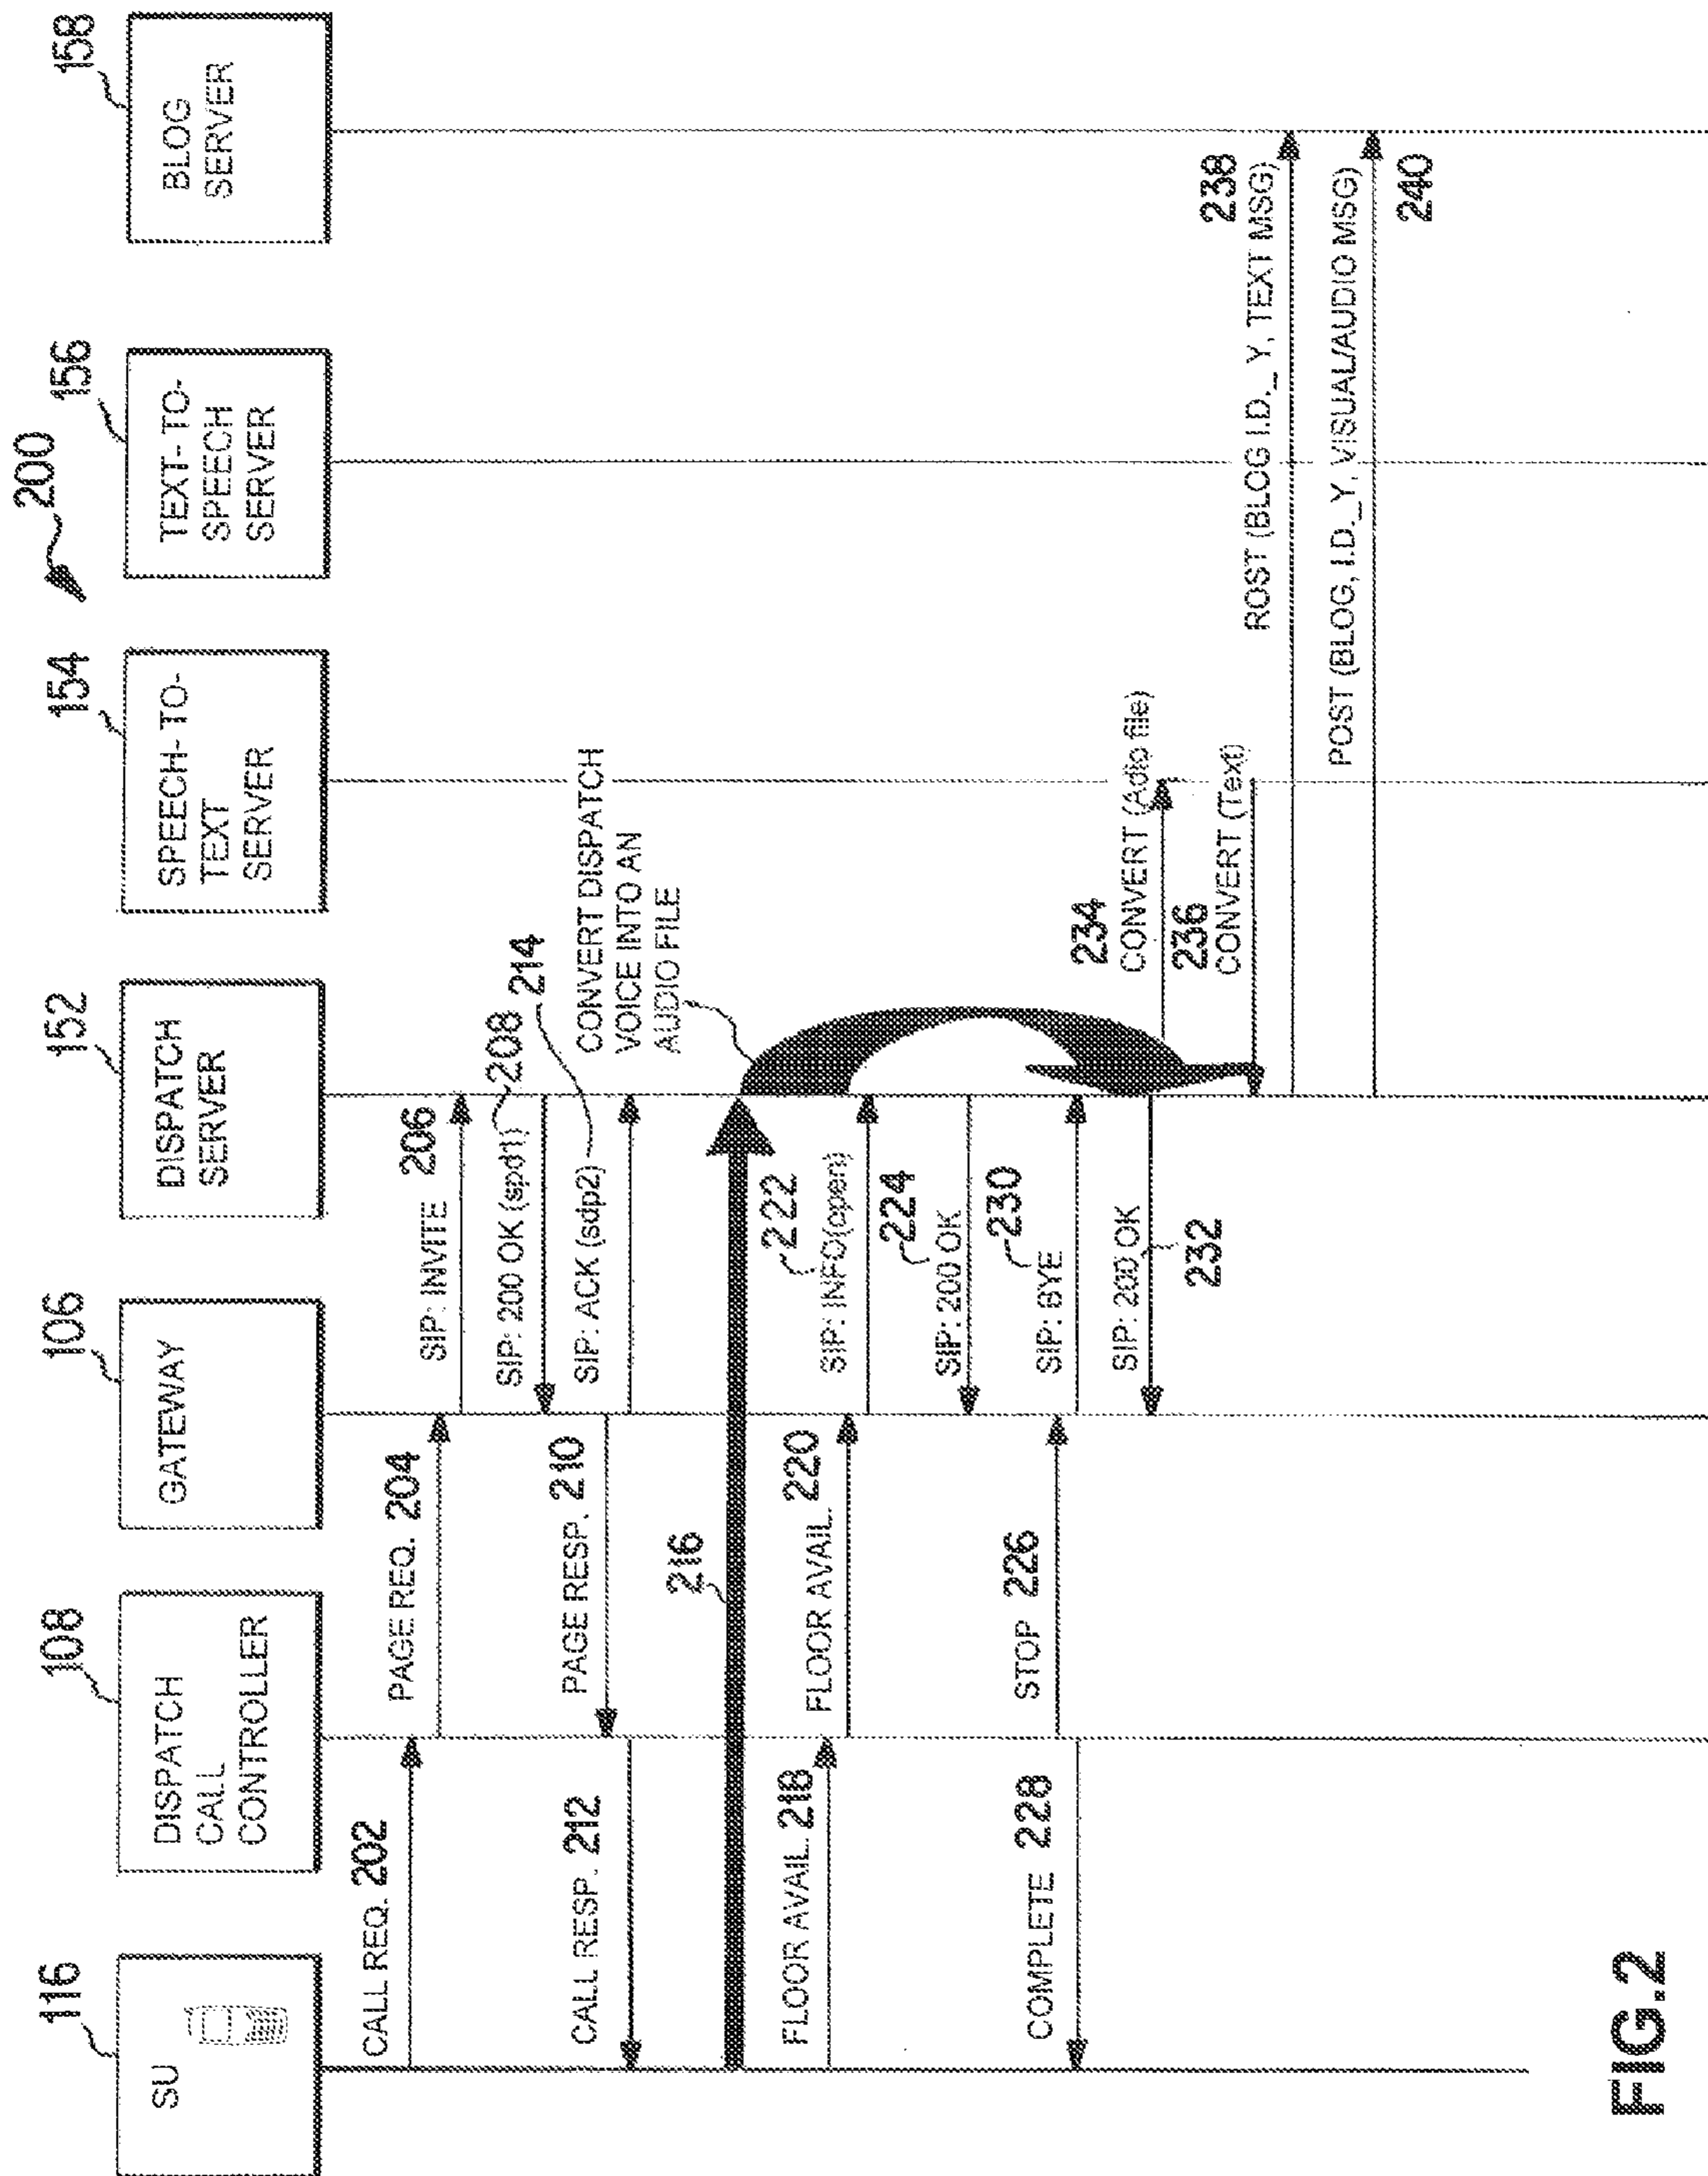 200
116
108
106
152
154
156
158
SU
DISPATCH
CALL
CONTROLLER
GATEWAY
DISPATCH
SERVER
SPEECH- TO-
TEXT
SERVER
TEXT- TO-
SPEECH
SERVER
BLOG
SERVER
CALL REQ. 202
PAGE REQ. 204
SIP: INVITE 206
SIP: 200 OK (spd1) 208
PAGE RESP. 210
CALL RESP. 212
SIP: ACK (sdp2) 214
CONVERT DISPATCH
VOICE INTO AN
AUDIO FILE
216
FLOOR AVAIL. 218
FLOOR AVAIL. 220
222
SIP: INFO(open)
224
SIP: 200 OK
STOP 226
COMPLETE 228
230
SIP: BYE
SIP: 200 OK
232
234
CONVERT (Adio file)
236
CONVERT (Text)
238
ROST (BLOG I.D._Y, TEXT MSG)
POST (BLOG, I.D._Y, VISUAL/AUDIO MSG)
240
FIG.2